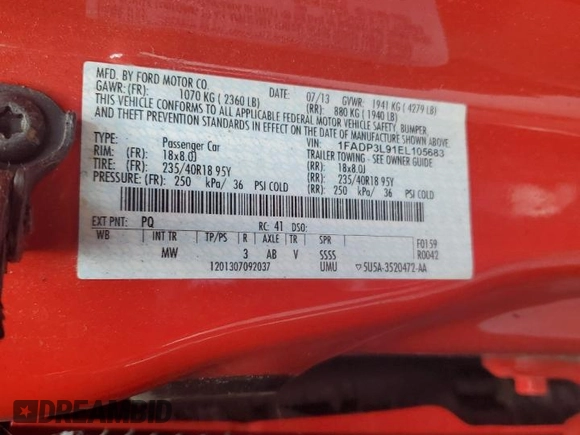 MFD. BY FORD MOTOR CO. DATE: 07/13 GVWR: 1941 KG ( 4279 LB)
GAWR:(FR): 1070 KG ( 2360 LB) (RR): 880 KG ( 1940 LB)
THIS VEHICLE CONFORMS TO ALL APPLICABLE FEDERAL MOTOR VEHICLE SAFETY, BUMPER,
AND THEFT PREVENTION STANDARDS IN EFFECT ON THE DATE OF MANUFACTURE SHOWN ABOVE.
VIN: 1FADP3L91EL105683
TYPE: Passenger Car TRAILER TOWING - SEE OWNER GUIDE
RIM: (FR): 18x8.0J (RR): 18x8.0J
TIRE: (FR): 235/40R18 95Y (RR): 235/40R18 95Y
PRESSURE:(FR): 250 kPa/ 36 PSI COLD (RR): 250 kPa/ 36 PSI COLD
EXT PNT: PQ RC: 41 DSO:
WB INT TR TP/PS R AXLE TR SPR F0159
MW 3 AB V SSSS R0042
1201307092037 UMU ▽5U5A-3520472-AA
DREAMBID